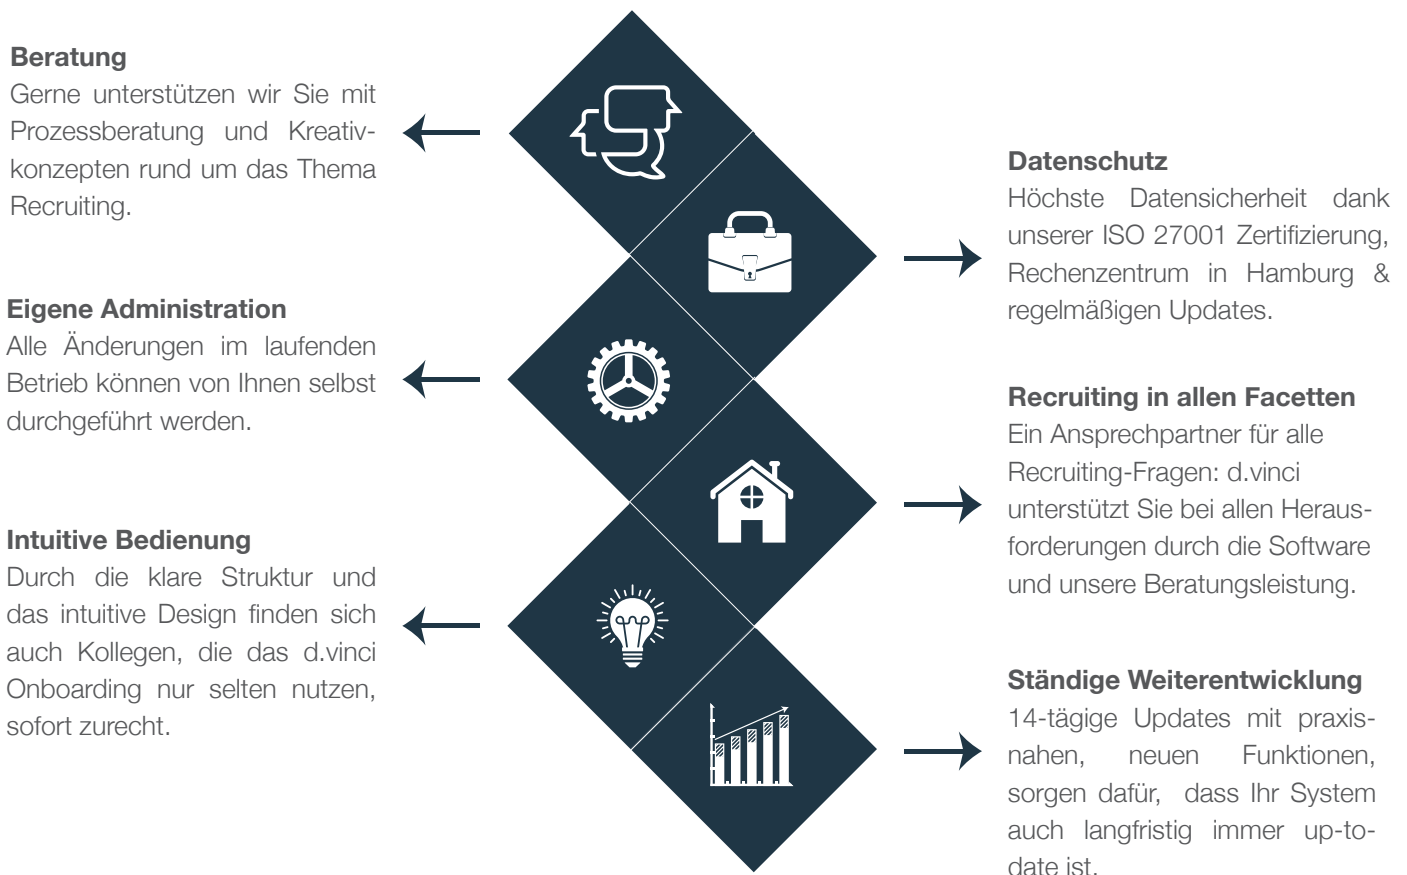 Beratung
Gerne unterstützen wir Sie mit
Prozessberatung und Kreativ-
konzepten rund um das Thema
Recruiting.
Eigene Administration
Alle Änderungen im laufenden
Betrieb können von Ihnen selbst
durchgeführt werden.
Intuitive Bedienung
Durch die klare Struktur und
das intuitive Design finden sich
auch Kollegen, die das d.vinci
Onboarding nur selten nutzen,
sofort zurecht.
Datenschutz
Höchste Datensicherheit dank
unserer ISO 27001 Zertifizierung,
Rechenzentrum in Hamburg &
regelmäßigen Updates.
Recruiting in allen Facetten
Ein Ansprechpartner für alle
Recruiting-Fragen: d.vinci
unterstützt Sie bei allen Heraus-
forderungen durch die Software
und unsere Beratungsleistung.
Ständige Weiterentwicklung
14-tägige Updates mit praxis-
nahen, neuen Funktionen,
sorgen dafür, dass Ihr System
auch langfristig immer up-to-
date ist.